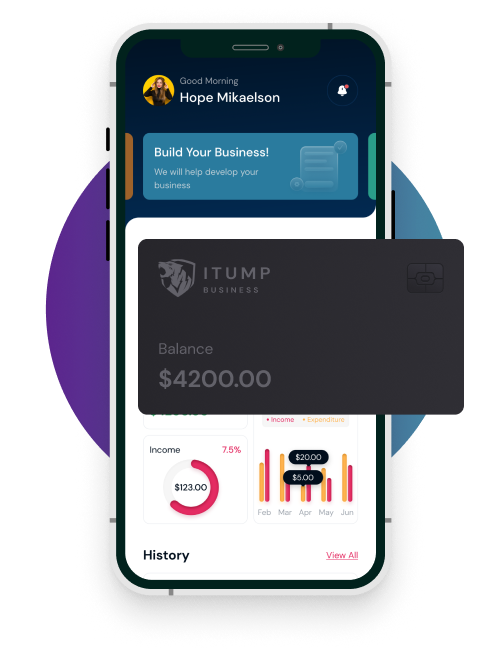 Good Morning
Hope Mikaelson
Build Your Business!
We will help develop your
business
ITUMP
BUSINESS
Balance
$4200.00
Income
Expenditure
Income
7.5%
$123.00
$20.00
$5.00
Feb
Mar
Apr
May
Jun
History
View All